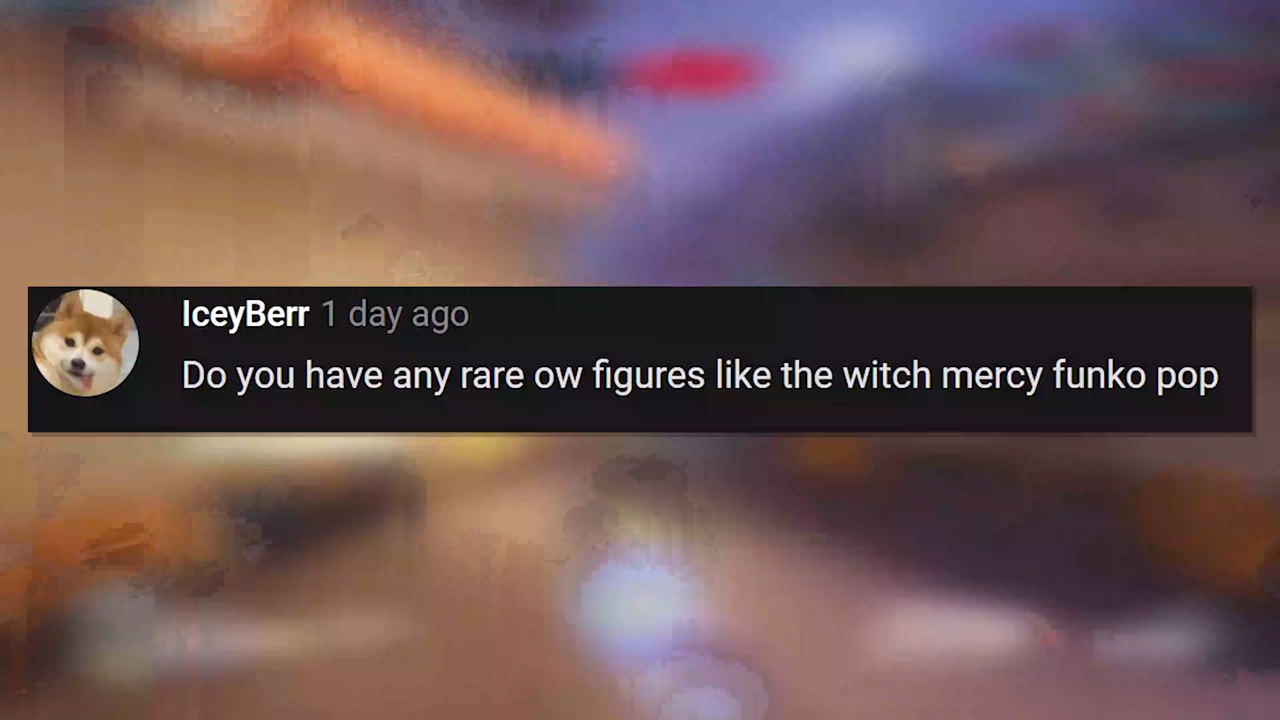 IceyBerr 1 day ago
Do you have any rare ow figures like the witch mercy funko pop